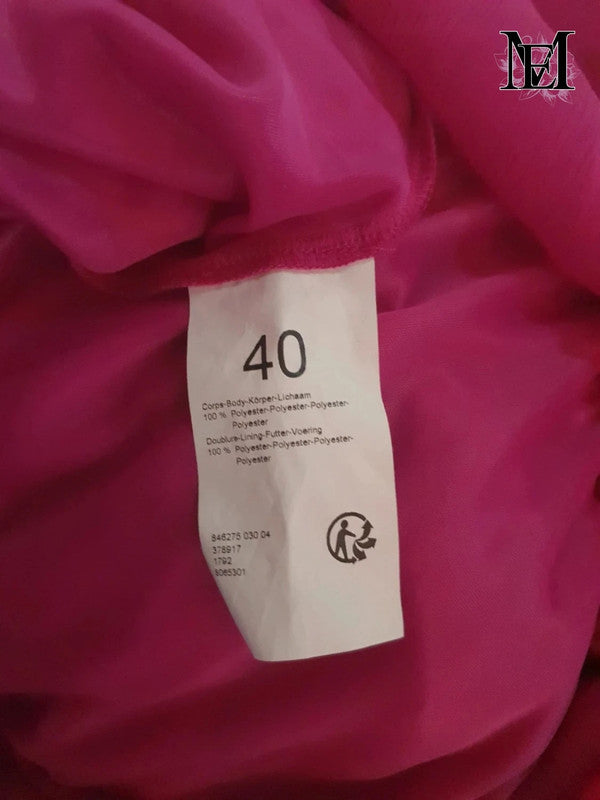 40
Corps-Body-Körper-Lichaam
100 % Polyester-Polyester-Polyester-
Polyester
Doublure-Lining-Futter-Voering
100 % Polyester-Polyester-Polyester-
Polyester
846276 030 04
378917
1792
8065301